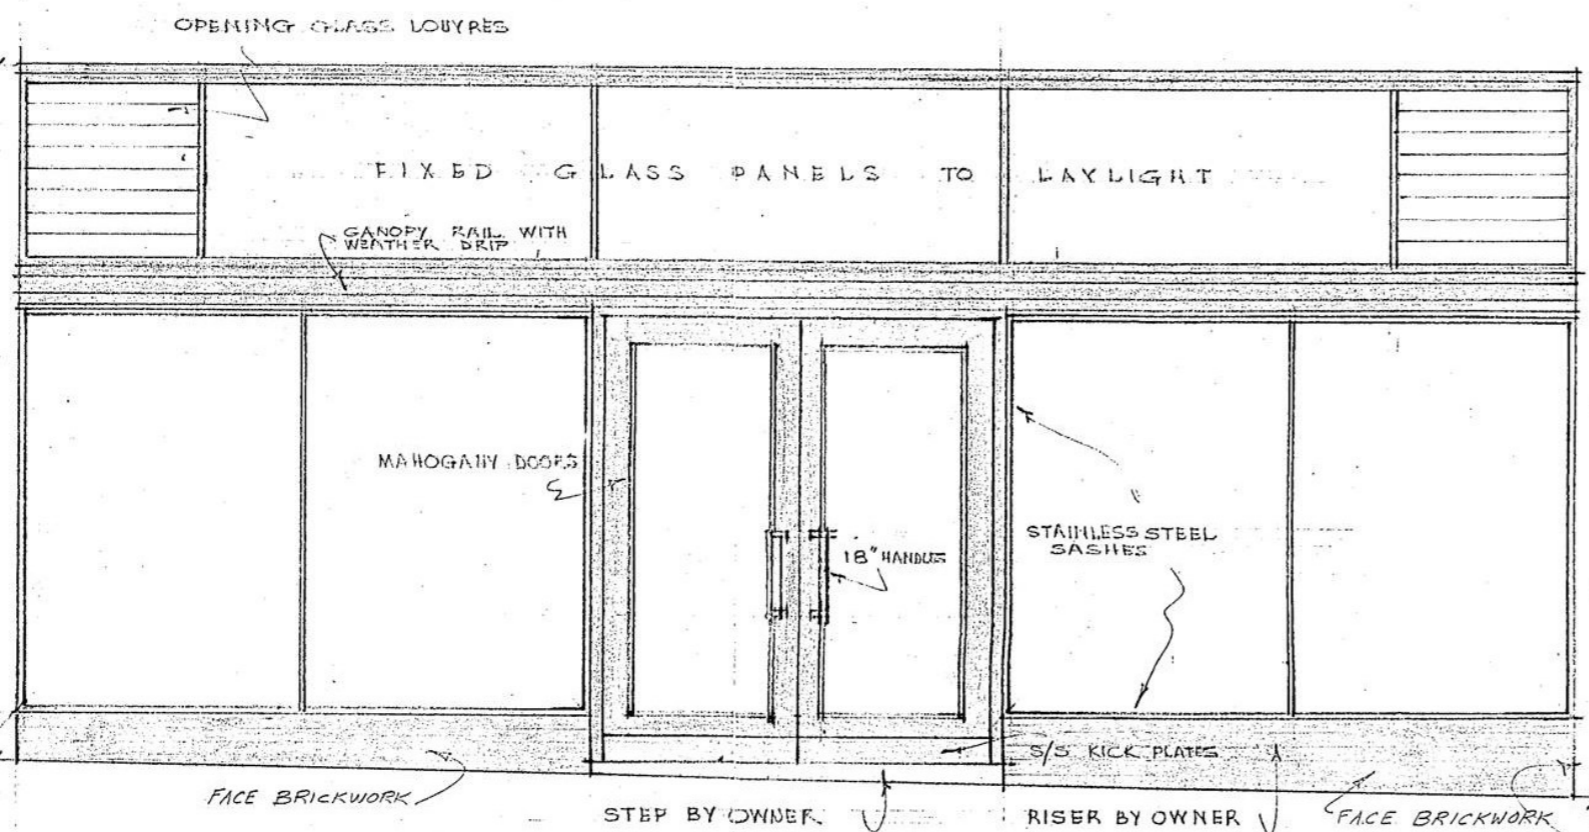 OPENING GLASS LOUVRES
FIXED GLASS PANELS TO LAYLIGHT
CANOPY RAIL WITH
WEATHER DRIP
MAHOGANY DOORS
18" HANDLES
STAINLESS STEEL
SASHES
S/S KICK PLATES
FACE BRICKWORK
STEP BY OWNER
RISER BY OWNER
FACE BRICKWORK